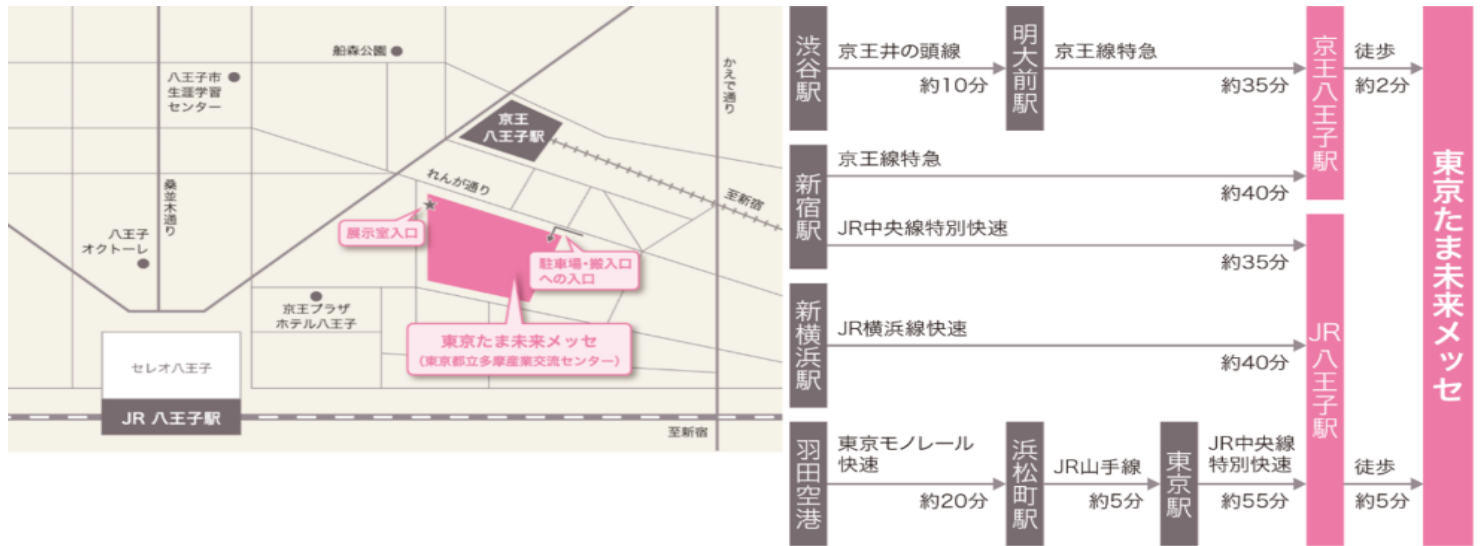 船森公園
八王子市
生涯学習
センター
かえで通り
京王
八王子駅
れんが通り
至新宿
桑並木通り
展示室入口
八王子
オクトーレ
駐車場・搬入口
への入口
京王プラザ
ホテル八王子
東京たま未来メッセ
(東京都立多摩産業交流センター)
セレオ八王子
JR 八王子駅
至新宿
渋谷駅
京王井の頭線
約10分
明大前駅
京王線特急
約35分
京王八王子駅
徒歩
約2分
東京たま未来メッセ
新宿駅
京王線特急
約40分
JR中央線特別快速
約35分
JR八王子駅
新横浜駅
JR横浜線快速
約40分
羽田空港
東京モノレール
快速
約20分
浜松町駅
JR山手線
約5分
東京駅
JR中央線
特別快速
約55分
徒歩
約5分